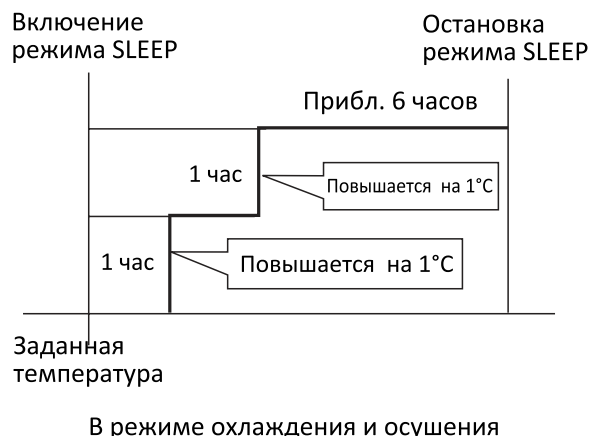 Включение
режима SLEEP
Остановка
режима SLEEP
Прибл. 6 часов
1 час
Повышается на 1°C
1 час
Повышается на 1°C
Заданная
температура
В режиме охлаждения и осушения